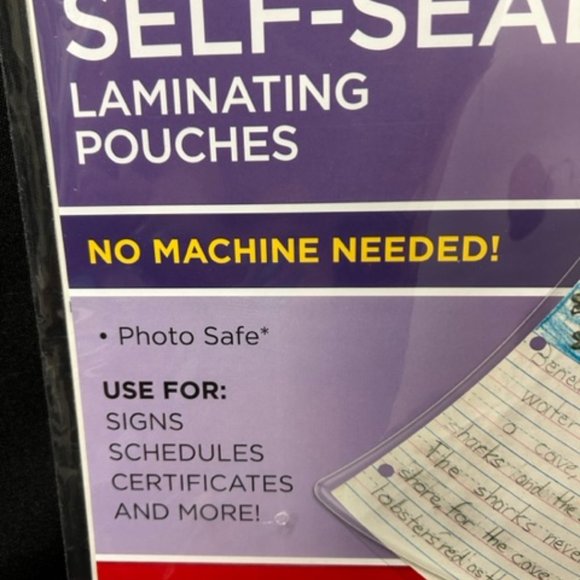 SELF-SEAL
LAMINATING
POUCHES
NO MACHINE NEEDED!
• Photo Safe*
USE FOR:
SIGNS
SCHEDULES
CERTIFICATES
AND MORE!
water
a cave
sharks and the
The sharks neve
shore, for the cave